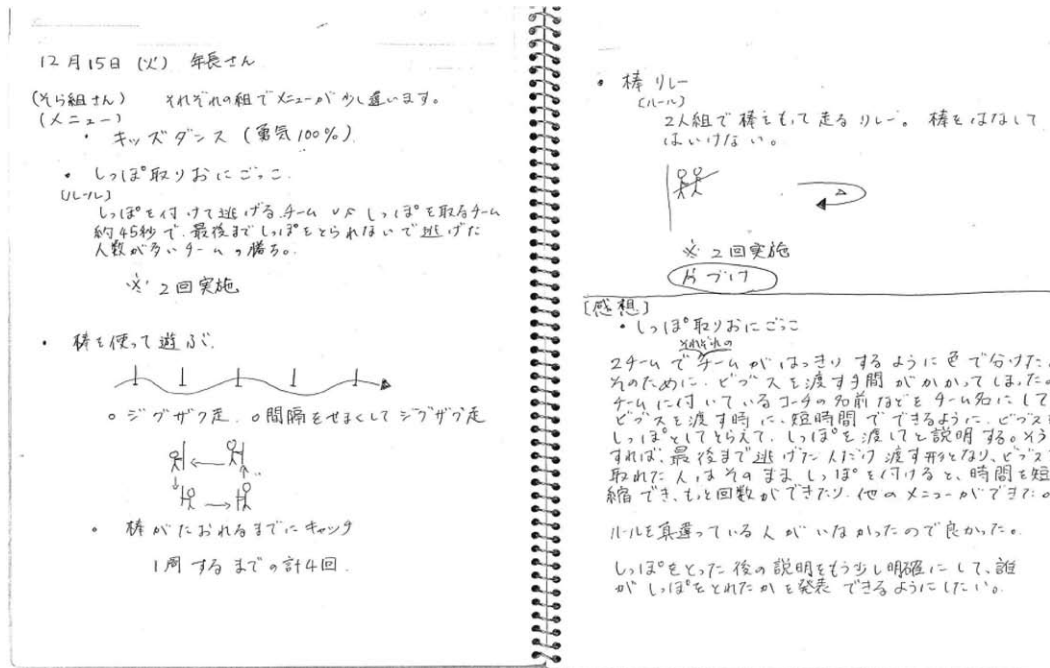 12月15日(火) 年長さん
(そら組さん) それぞれの組でメニューが少し違います。
(メニュー)
・キッズダンス(勇気100%)
・しっぽ取りおにごっこ
[ルール]
しっぽを付けて逃げるチーム VS しっぽを取るチーム
約45秒で、最後までしっぽをとられないで逃げた
人数が多いチームの勝ち。
※ 2回実施
・棒を使って遊ぶ。
○ジグザグ走 ○間隔をせまくしてジグザグ走
○棒がたおれるまでにキャッチ
1周するまでの計4回
・棒リレー
[ルール]
2人組で棒をもって走るリレー。棒をはなして
はいけない。
※ 2回実施
片づけ
[感想]
・しっぽ取りおにごっこ
それぞれの
2チームでチームがはっきりするように色で分けた
そのために、ビブスを渡す手間がかかってしまった
チームに付いているコーチの名前などをチーム名にして
ビブスを渡す時に、短時間でできるように、ビブス
しっぽとしてとらえて、しっぽを渡してと説明する。そう
すれば、最後まで逃げた人だけ渡す形となり、ビブス
取れた人はそのまましっぽを付けると、時間を短
縮でき、もっと回数ができたり、他のメニューができた。
ルールを間違っている人がいなかったので良かった。
しっぽをとった後の説明をもう少し明確にして、誰
がしっぽをとれたかを発表できるようにしたい。